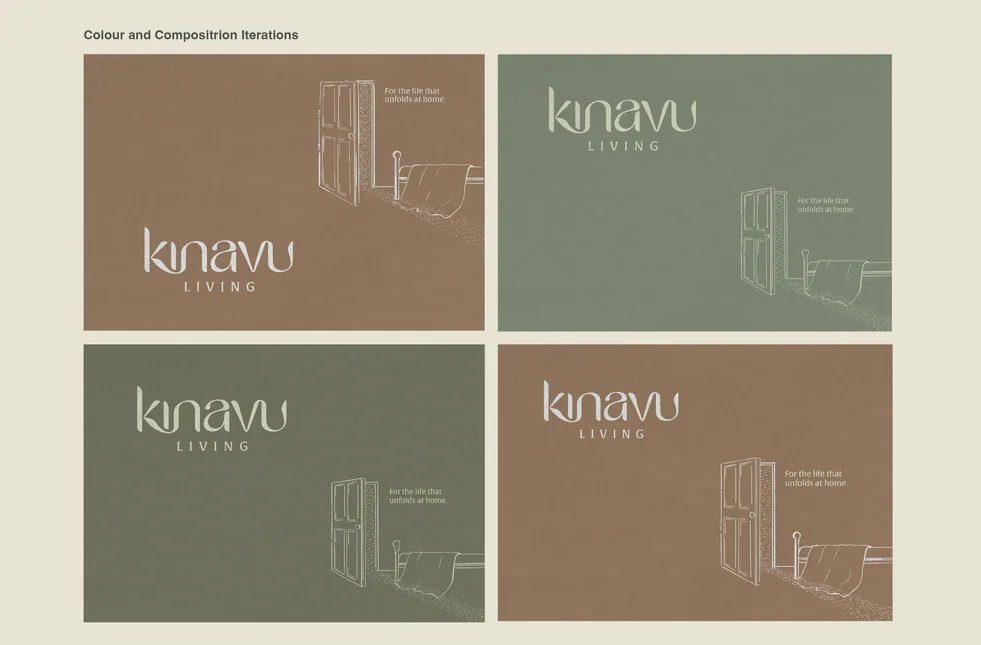 Colour and Compositrion Iterations
For the life that
unfolds at home.
kinavu
LIVING
kinavu
LIVING
For the life that
unfolds at home
kinavu
LIVING
For the life that
unfolds at home.
kinavu
LIVING
For the life that
unfolds at home.